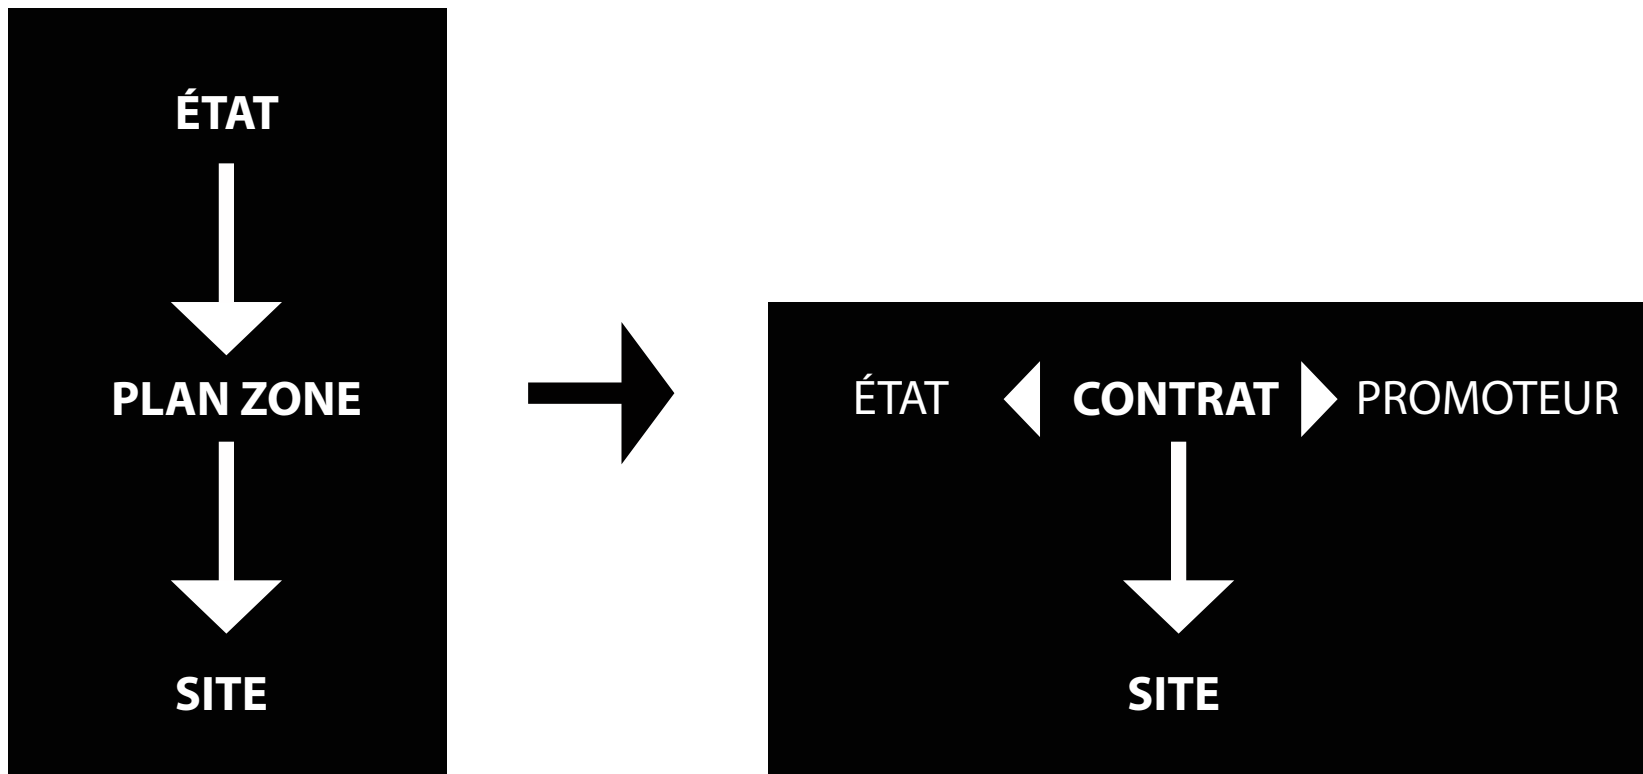 ÉTAT
PLAN ZONE
SITE
ÉTAT CONTRAT PROMOTEUR
SITE